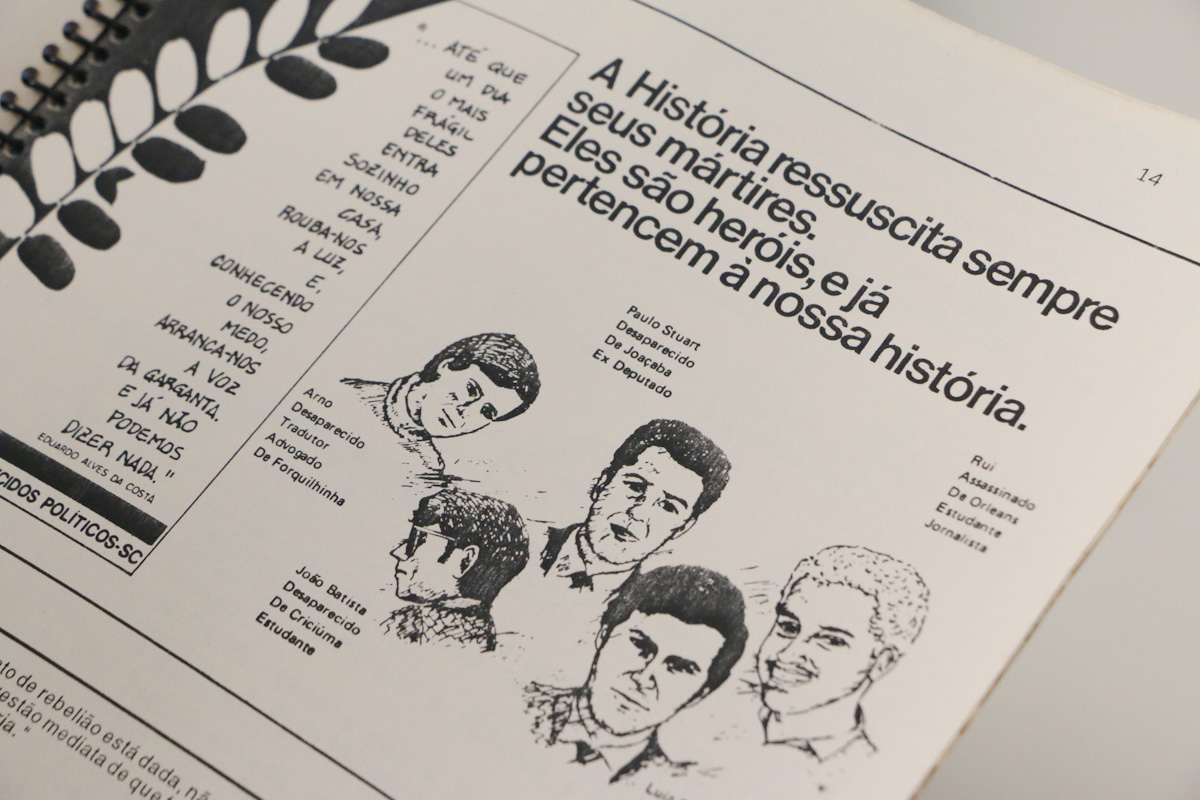 "... ATÉ QUE
UM DIA
O MAIS
FRÁGIL
DELES
ENTRA
SOZINHO
EM NOSSA
CASA,
ROUBA-NOS
A LUZ,
E,
CONHECENDO
O NOSSO
MEDO,
ARRANCA-NOS
A VOZ
DA GARGANTA.
E JÁ NÃO
PODEMOS
DIZER NADA."
EDUARDO ALVES DA COSTA
CIDOS POLÍTICOS-SC
14
A História ressuscita sempre
seus mártires.
Eles são heróis, e já
pertencem à nossa história.
Paulo Stuart
Desaparecido
De Joaçaba
Ex Deputado
Arno
Desaparecido
Tradutor
Advogado
De Forquilhinha
Rui
Assassinado
De Orleans
Estudante
Jornalista
João Batista
Desaparecido
De Criciúma
Estudante
to de rebelião está dada, nã
estão mediata de que
ria. "